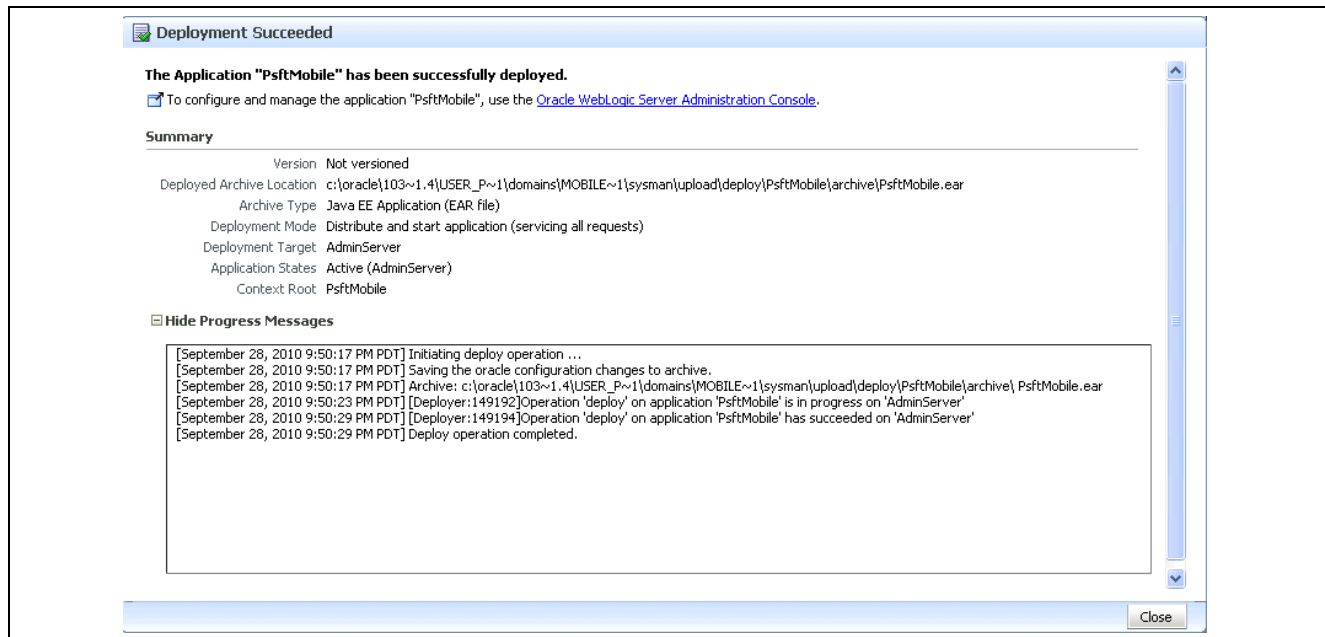 Deployment Succeeded
The Application "PsftMobile" has been successfully deployed.
To configure and manage the application "PsftMobile", use the Oracle WebLogic Server Administration Console.
Summary
Version Not versioned
Deployed Archive Location c:\oracle\103~1.4\USER_P~1\domains\MOBILE~1\sysman\upload\deploy\PsftMobile\archive\PsftMobile.ear
Archive Type Java EE Application (EAR file)
Deployment Mode Distribute and start application (servicing all requests)
Deployment Target AdminServer
Application States Active (AdminServer)
Context Root PsftMobile
Hide Progress Messages
[September 28, 2010 9:50:17 PM PDT] Initiating deploy operation ...
[September 28, 2010 9:50:17 PM PDT] Saving the oracle configuration changes to archive.
[September 28, 2010 9:50:17 PM PDT] Archive: c:\oracle\103~1.4\USER_P~1\domains\MOBILE~1\sysman\upload\deploy\PsftMobile\archive\ PsftMobile.ear
[September 28, 2010 9:50:23 PM PDT] [Deployer:149192]Operation 'deploy' on application 'PsftMobile' is in progress on 'AdminServer'
[September 28, 2010 9:50:29 PM PDT] [Deployer:149194]Operation 'deploy' on application 'PsftMobile' has succeeded on 'AdminServer'
[September 28, 2010 9:50:29 PM PDT] Deploy operation completed.
Close